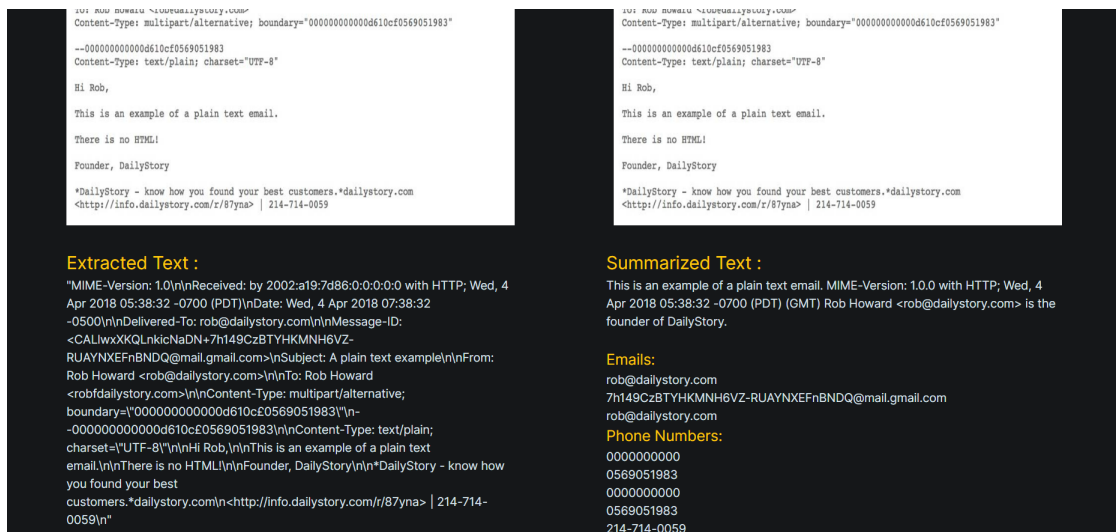 To: Rob Howard <robedailystory.com>
Content-Type: multipart/alternative; boundary="000000000000d610cf0569051983"
--000000000000d610cf0569051983
Content-Type: text/plain; charset="UTF-8"
Hi Rob,
This is an example of a plain text email.
There is no HTML!
Founder, DailyStory
*DailyStory - know how you found your best customers.*dailystory.com
<http://info.dailystory.com/r/87yna> | 214-714-0059
Extracted Text :
"MIME-Version: 1.0\n\nReceived: by 2002:a19:7d86:0:0:0:0:0 with HTTP; Wed, 4
Apr 2018 05:38:32 -0700 (PDT)\nDate: Wed, 4 Apr 2018 07:38:32
-0500\n\nDelivered-To: rob@dailystory.com\n\nMessage-ID:
<CALIwxXKQLnkicNaDN+7h149CzBTYHKMNH6VZ-
RUAYNXEFnBNDQ@mail.gmail.com>\nSubject: A plain text example\n\nFrom:
Rob Howard <rob@dailystory.com>\n\nTo: Rob Howard
<robfdailystory.com>\n\nContent-Type: multipart/alternative;
boundary=\"000000000000d610c£0569051983\"\n-
-000000000000d610c£0569051983\n\nContent-Type: text/plain;
charset=\"UTF-8\"\n\nHi Rob,\n\nThis is an example of a plain text
email.\n\nThere is no HTML!\n\nFounder, DailyStory\n\n*DailyStory - know how
you found your best
customers.*dailystory.com\n<http://info.dailystory.com/r/87yna> | 214-714-
0059\n"
To: Rob Howard <robedailystory.com>
Content-Type: multipart/alternative; boundary="000000000000d610cf0569051983"
--000000000000d610cf0569051983
Content-Type: text/plain; charset="UTF-8"
Hi Rob,
This is an example of a plain text email.
There is no HTML!
Founder, DailyStory
*DailyStory - know how you found your best customers.*dailystory.com
<http://info.dailystory.com/r/87yna> | 214-714-0059
Summarized Text :
This is an example of a plain text email. MIME-Version: 1.0.0 with HTTP; Wed, 4
Apr 2018 05:38:32 -0700 (PDT) (GMT) Rob Howard <rob@dailystory.com> is the
founder of DailyStory.
Emails:
rob@dailystory.com
7h149CzBTYHKMNH6VZ-RUAYNXEFnBNDQ@mail.gmail.com
rob@dailystory.com
Phone Numbers:
0000000000
0569051983
0000000000
0569051983
214-714-0059